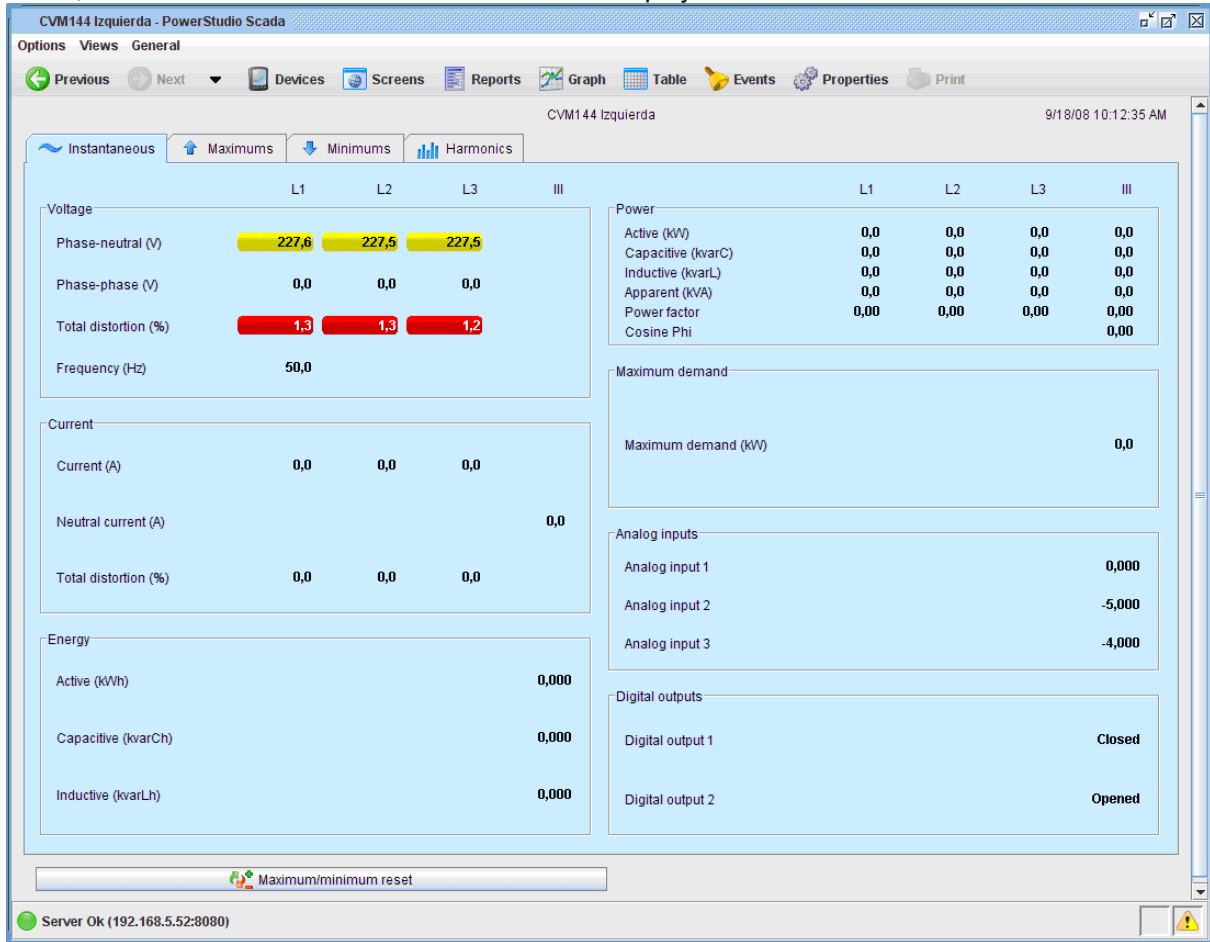 CVM144 Izquierda - PowerStudio Scada
Options Views General
Previous Next Devices Screens Reports Graph Table Events Properties Print
CVM144 Izquierda 9/18/08 10:12:35 AM
Instantaneous Maximums Minimums Harmonics
L1 L2 L3 III
Voltage
Phase-neutral (V) 227,6 227,5 227,5
Phase-phase (V) 0,0 0,0 0,0
Total distortion (%) 1,3 1,3 1,2
Frequency (Hz) 50,0
Current
Current (A) 0,0 0,0 0,0
Neutral current (A) 0,0
Total distortion (%) 0,0 0,0 0,0
Energy
Active (kWh) 0,000
Capacitive (kvarCh) 0,000
Inductive (kvarLh) 0,000
L1 L2 L3 III
Power
Active (kW) 0,0 0,0 0,0 0,0
Capacitive (kvarC) 0,0 0,0 0,0 0,0
Inductive (kvarL) 0,0 0,0 0,0 0,0
Apparent (kVA) 0,0 0,0 0,0 0,0
Power factor 0,00 0,00 0,00 0,00
Cosine Phi 0,00
Maximum demand
Maximum demand (kW) 0,0
Analog inputs
Analog input 1 0,000
Analog input 2 -5,000
Analog input 3 -4,000
Digital outputs
Digital output 1 Closed
Digital output 2 Opened
Maximum/minimum reset
Server Ok (192.168.5.52:8080)